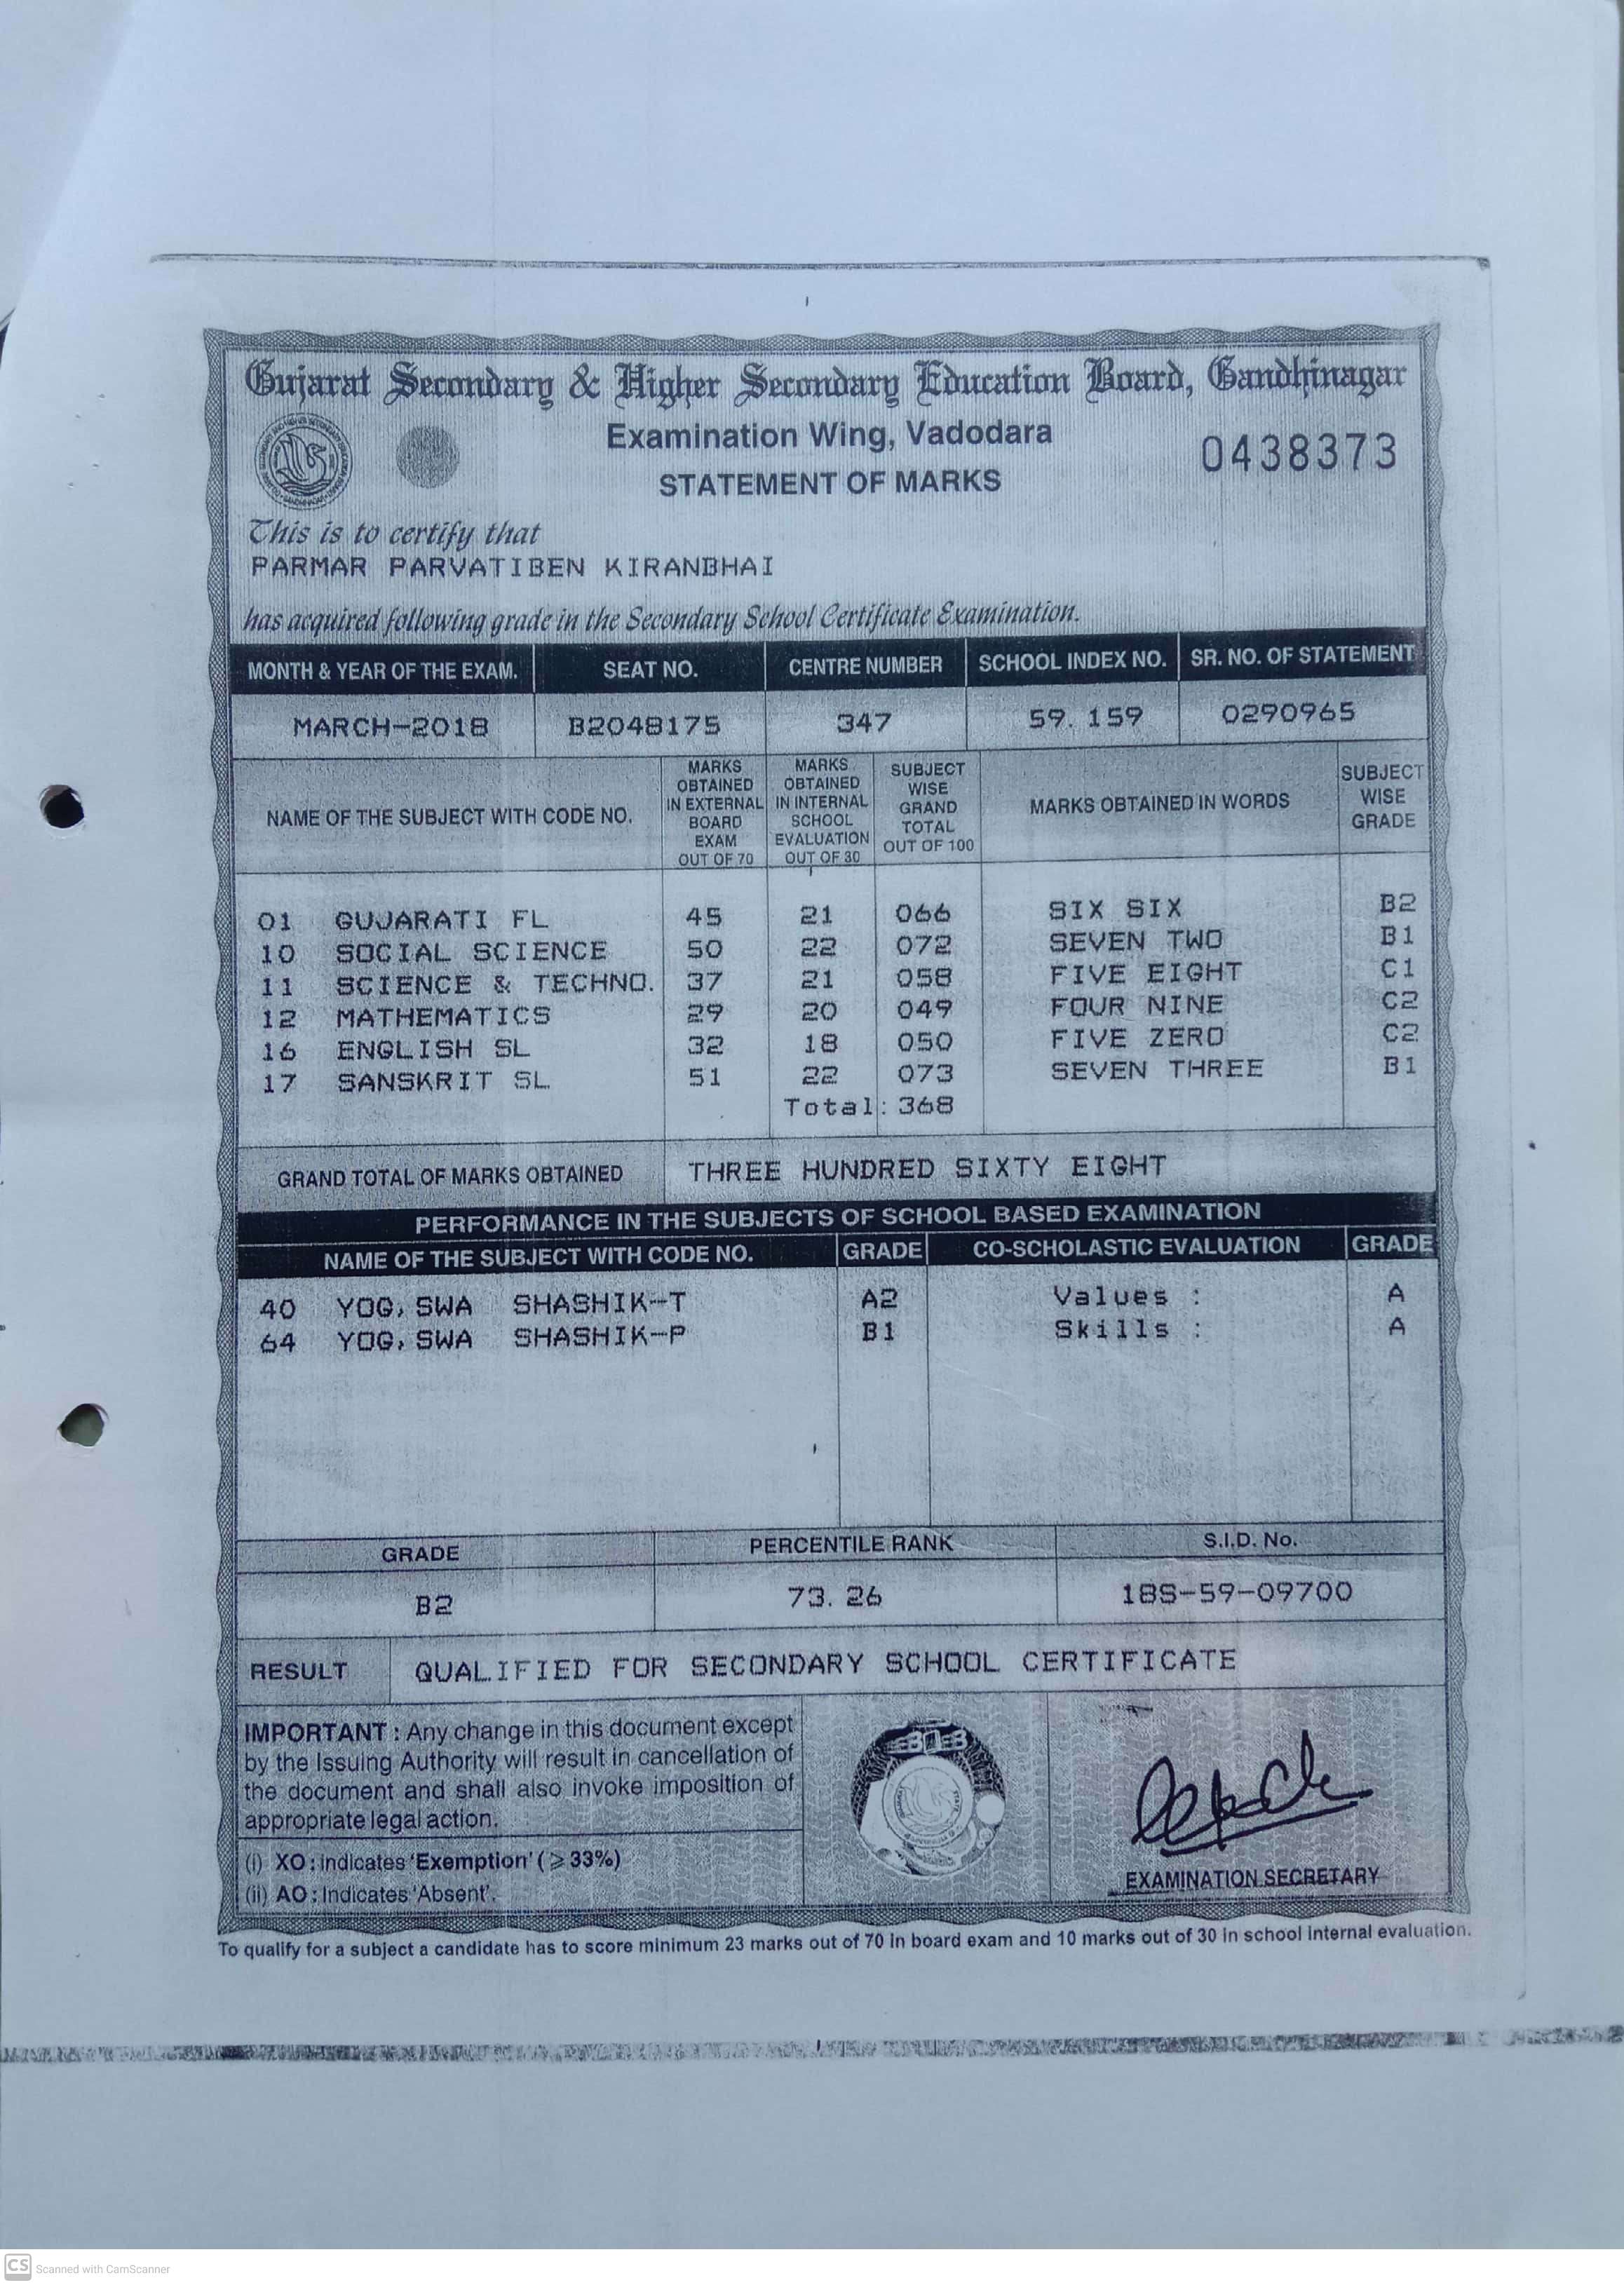 Gujarat Secondary & Higher Secondary Education Board, Gandhinagar
Examination Wing, Vadodara
0438373
STATEMENT OF MARKS
This is to certify that
PARMAR PARVATIBEN KIRANBHAI
has acquired following grade in the Secondary School Certificate Examination.
MONTH & YEAR OF THE EXAM. SEAT NO. CENTRE NUMBER SCHOOL INDEX NO. SR. NO. OF STATEMENT
MARCH-2018 B2048175 347 59. 159 0290965
NAME OF THE SUBJECT WITH CODE NO. MARKS OBTAINED IN EXTERNAL BOARD EXAM OUT OF 70 MARKS OBTAINED IN INTERNAL SCHOOL EVALUATION OUT OF 30 SUBJECT WISE GRAND TOTAL OUT OF 100 MARKS OBTAINED IN WORDS SUBJECT WISE GRADE
01 GUJARATI FL 45 21 066 SIX SIX B2
10 SOCIAL SCIENCE 50 22 072 SEVEN TWO B1
11 SCIENCE & TECHNO. 37 21 058 FIVE EIGHT C1
12 MATHEMATICS 29 20 049 FOUR NINE C2
16 ENGLISH SL 32 18 050 FIVE ZERO C2
17 SANSKRIT SL 51 22 073 SEVEN THREE B1
Total: 368
GRAND TOTAL OF MARKS OBTAINED THREE HUNDRED SIXTY EIGHT
PERFORMANCE IN THE SUBJECTS OF SCHOOL BASED EXAMINATION
NAME OF THE SUBJECT WITH CODE NO. GRADE CO-SCHOLASTIC EVALUATION GRADE
40 YOG, SWA SHASHIK-T A2 Values : A
64 YOG, SWA SHASHIK-P B1 Skills : A
GRADE PERCENTILE RANK S.I.D. No.
B2 73. 26 18S-59-09700
RESULT QUALIFIED FOR SECONDARY SCHOOL CERTIFICATE
IMPORTANT : Any change in this document except
by the Issuing Authority will result in cancellation of
the document and shall also invoke imposition of
appropriate legal action.
(i) XO : indicates 'Exemption' (⩾ 33%)
(ii) AO : Indicates 'Absent'.
EXAMINATION SECRETARY
To qualify for a subject a candidate has to score minimum 23 marks out of 70 in board exam and 10 marks out of 30 in school internal evaluation.
CS Scanned with CamScanner